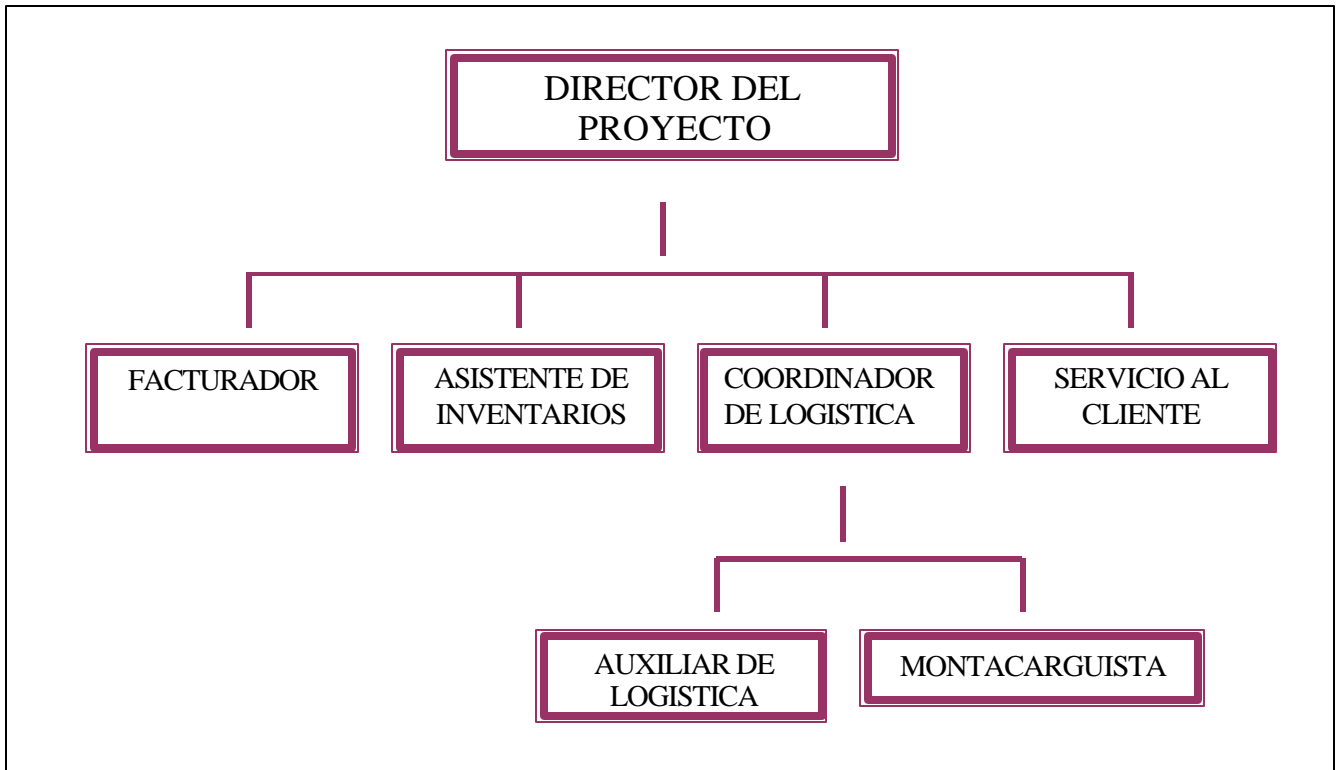 DIRECTOR DEL
PROYECTO
FACTURADOR
ASISTENTE DE
INVENTARIOS
COORDINADOR
DE LOGISTICA
SERVICIO AL
CLIENTE
AUXILIAR DE
LOGISTICA
MONTACARGUISTA